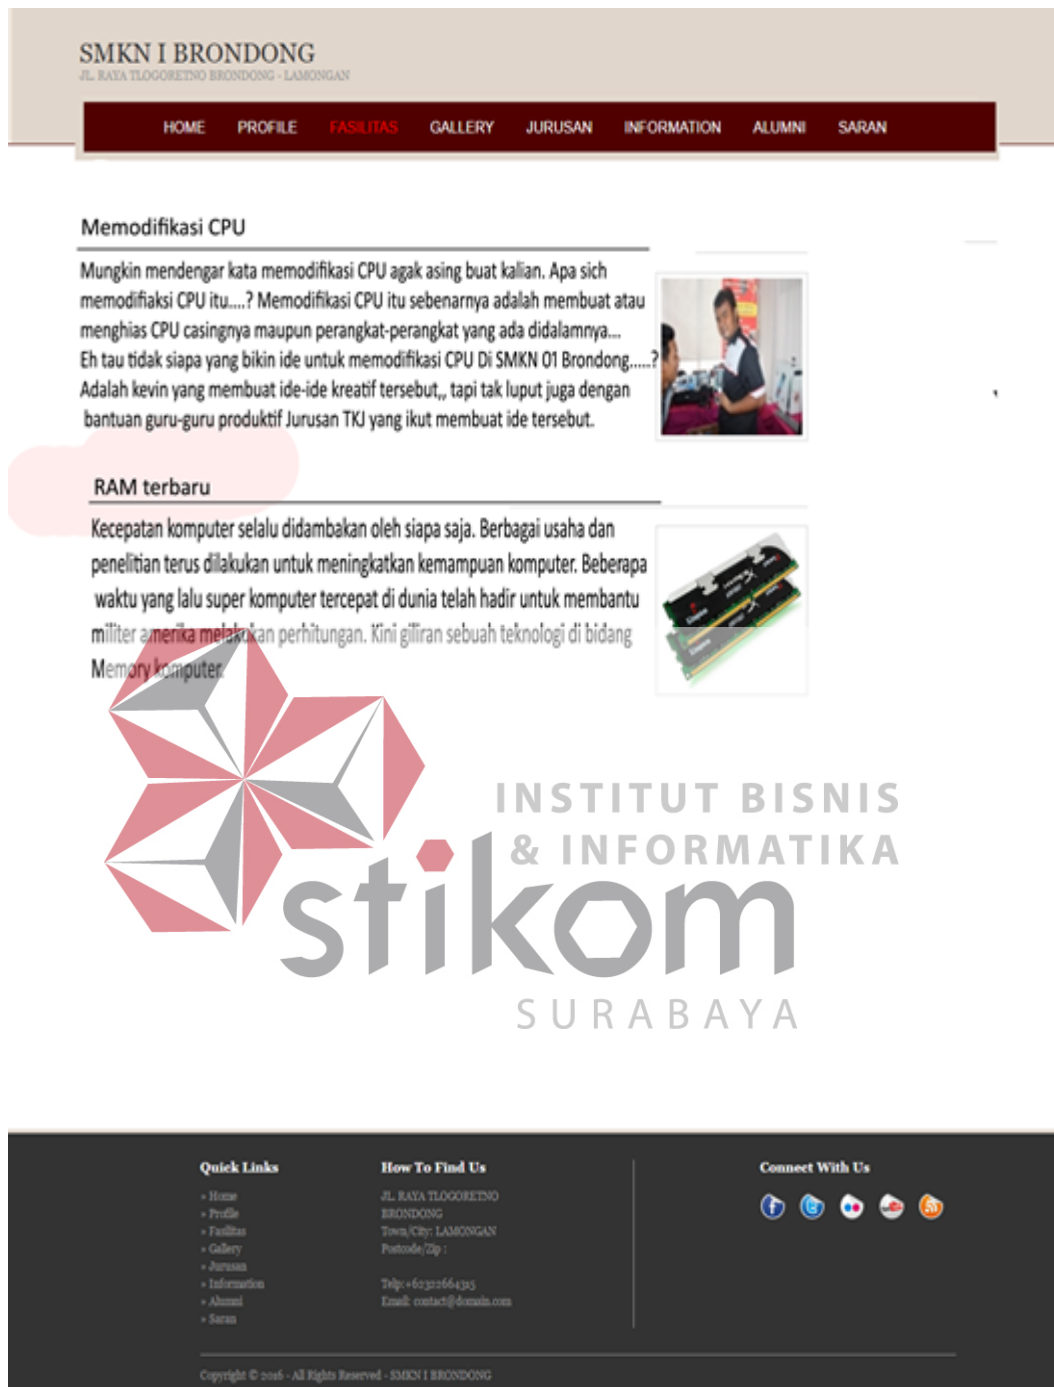 SMKN I BRONDONG
JL. RAYA TLOGORETNO BRONDONG - LAMONGAN
HOME PROFILE FASILITAS GALLERY JURUSAN INFORMATION ALUMNI SARAN
Memodifikasi CPU
Mungkin mendengar kata memodifikasi CPU agak asing buat kalian. Apa sich
memodifiaksi CPU itu....? Memodifikasi CPU itu sebenarnya adalah membuat atau
menghias CPU casingnya maupun perangkat-perangkat yang ada didalamnya...
Eh tau tidak siapa yang bikin ide untuk memodifikasi CPU Di SMKN 01 Brondong.....?
Adalah kevin yang membuat ide-ide kreatif tersebut,, tapi tak luput juga dengan
bantuan guru-guru produktif Jurusan TKJ yang ikut membuat ide tersebut.
RAM terbaru
Kecepatan komputer selalu didambakan oleh siapa saja. Berbagai usaha dan
penelitian terus dilakukan untuk meningkatkan kemampuan komputer. Beberapa
waktu yang lalu super komputer tercepat di dunia telah hadir untuk membantu
militer amerika melakukan perhitungan. Kini giliran sebuah teknologi di bidang
Memory komputer.
INSTITUT BISNIS
& INFORMATIKA
stikom
SURABAYA
Quick Links
» Home
» Profile
» Fasilitas
» Gallery
» Jurusan
» Information
» Alumni
» Saran
How To Find Us
JL. RAYA TLOGORETNO
BRONDONG
Town/City: LAMONGAN
Postcode/Zip :
Telp: +62322664315
Email: contact@domain.com
Connect With Us
Copyright © 2016 - All Rights Reserved - SMKN I BRONDONG